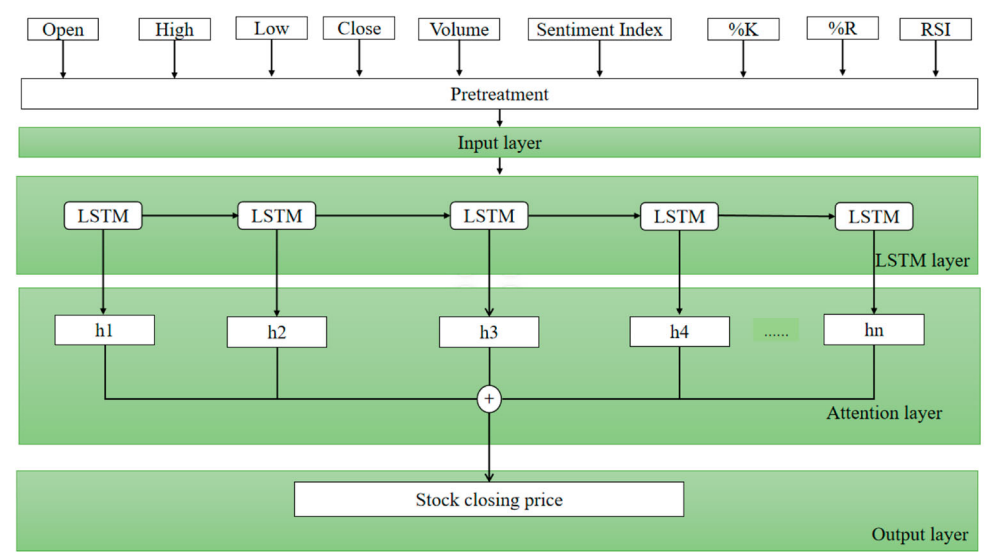 Open High Low Close Volume Sentiment Index %K %R RSI
Pretreatment
Input layer
LSTM LSTM LSTM LSTM LSTM
LSTM layer
h1 h2 h3 h4 ...... hn
+
Attention layer
Stock closing price
Output layer